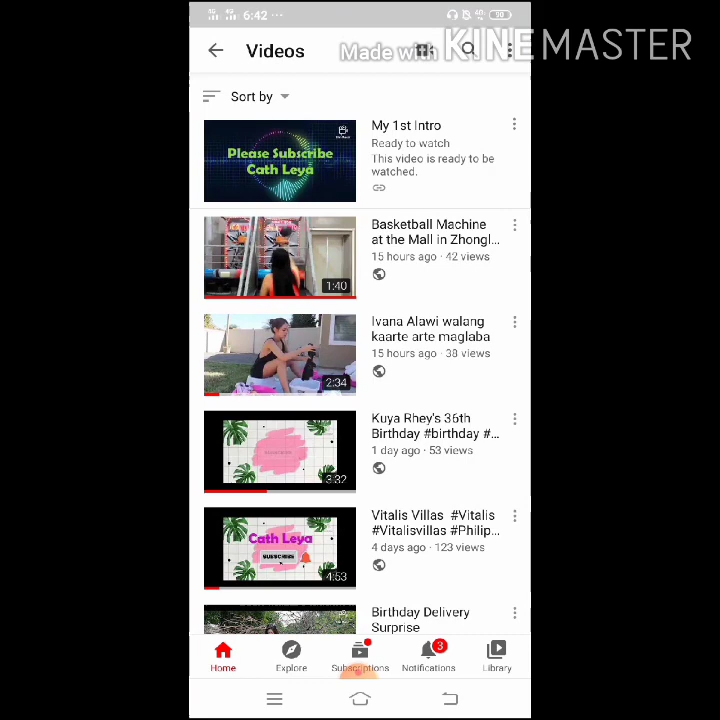 6:42 ...
4G
90
Videos
Made with KINEMASTER
Sort by
Please Subscribe
Cath Leya
My 1st Intro
Ready to watch
This video is ready to be
watched.
1:40
Basketball Machine
at the Mall in Zhongl...
15 hours ago · 42 views
2:34
Ivana Alawi walang
kaarte arte maglaba
15 hours ago · 38 views
3:32
Kuya Rhey's 36th
Birthday #birthday #...
1 day ago · 53 views
Cath Leya
SUBSCRIBE
4:53
Vitalis Villas #Vitalis
#Vitalisvillas #Philip...
4 days ago · 123 views
Birthday Delivery
Surprise
3
Home
Explore
Subscriptions
Notifications
Library